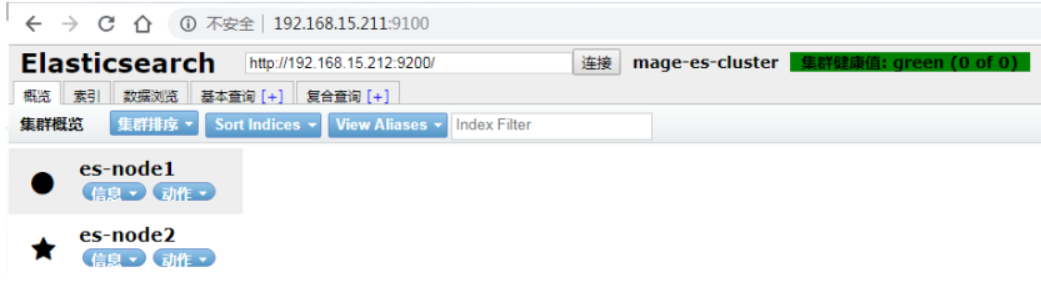 不安全 | 192.168.15.211:9100
Elasticsearch http://192.168.15.212:9200/ 连接 mage-es-cluster 集群健康值: green (0 of 0)
概览 索引 数据浏览 基本查询 [+] 复合查询 [+]
集群概览 集群排序 Sort Indices View Aliases Index Filter
es-node1
信息 动作
es-node2
信息 动作